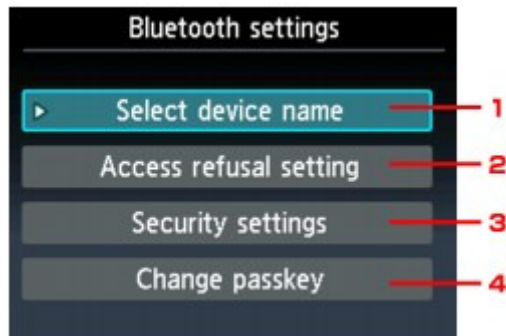 Bluetooth settings
Select device name 1
Access refusal setting 2
Security settings 3
Change passkey 4